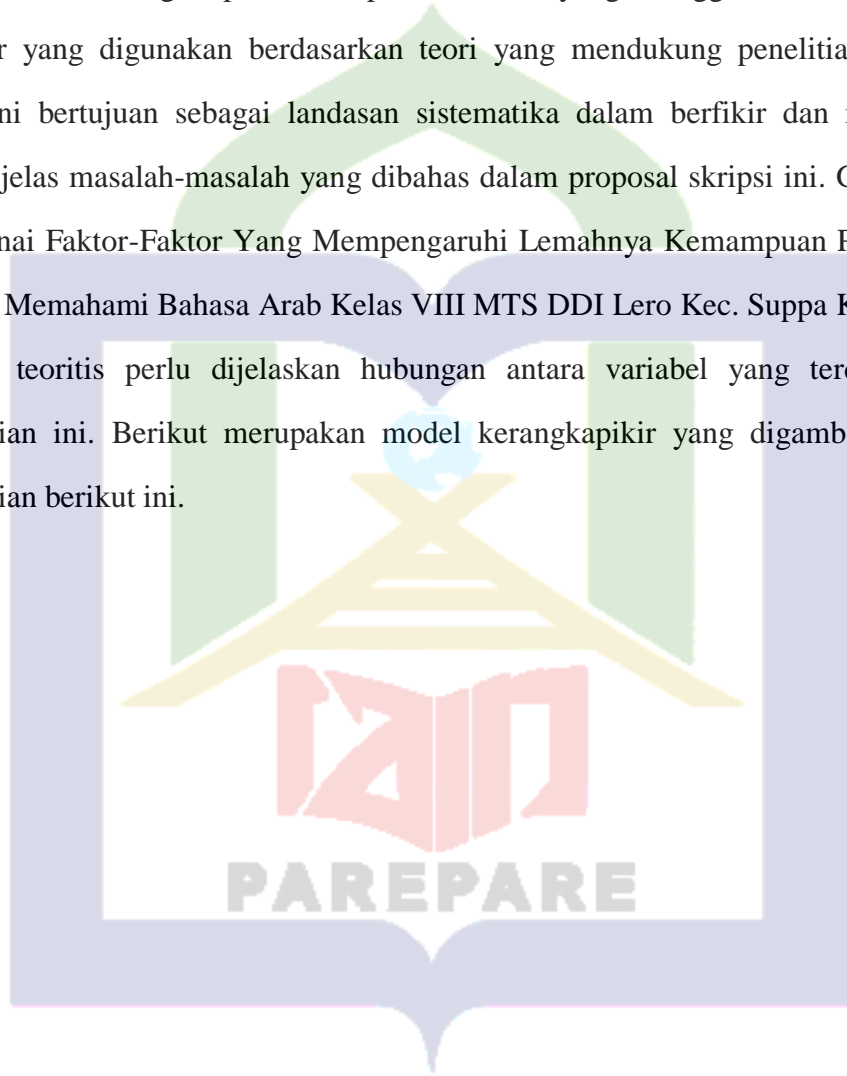 r yang digunakan berdasarkan teori yang mendukung penelitia
ni bertujuan sebagai landasan sistematika dalam berfikir dan
jelas masalah-masalah yang dibahas dalam proposal skripsi ini.
nai Faktor-Faktor Yang Mempengaruhi Lemahnya Kemampuan
Memahami Bahasa Arab Kelas VIII MTS DDI Lero Kec. Suppa
teoritis perlu dijelaskan hubungan antara variabel yang
ian ini. Berikut merupakan model kerangkapikir yang digamb
ian berikut ini.
iain
PAREPARE